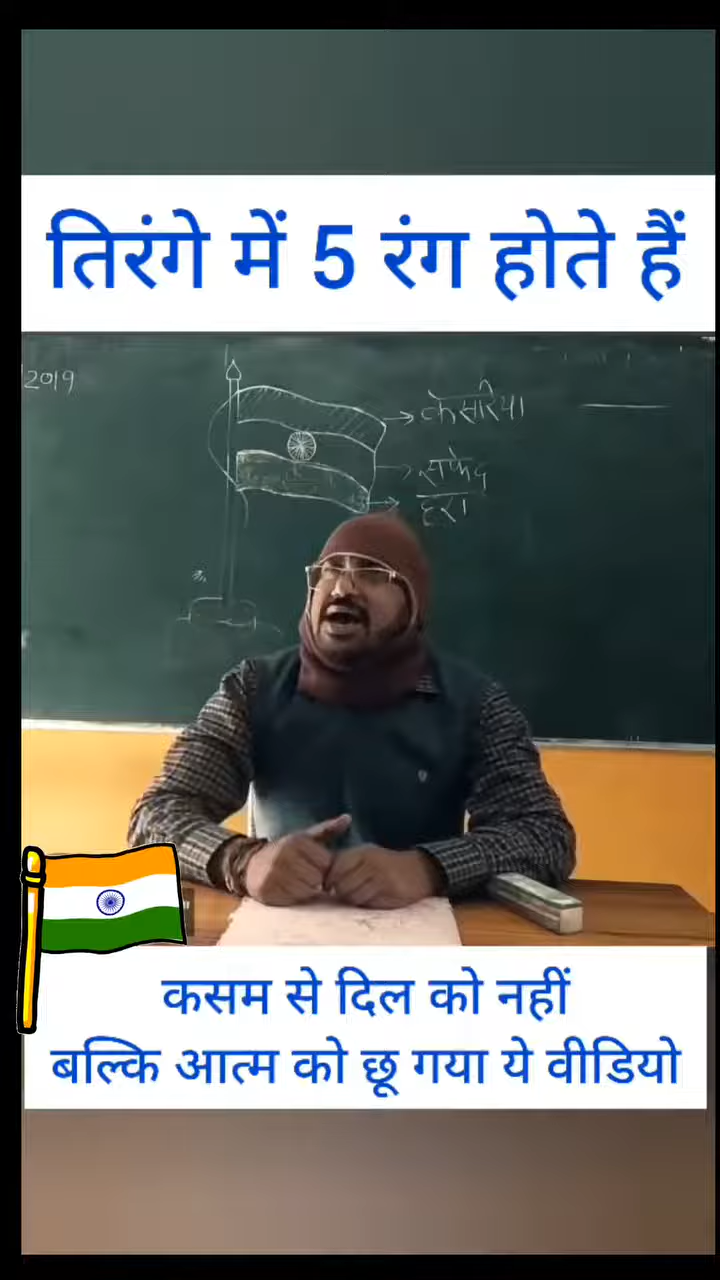 तिरंगे में 5 रंग होते हैं
2019
केसरिया
सफेद
हरा
कसम से दिल को नहीं
बल्कि आत्म को छू गया ये वीडियो